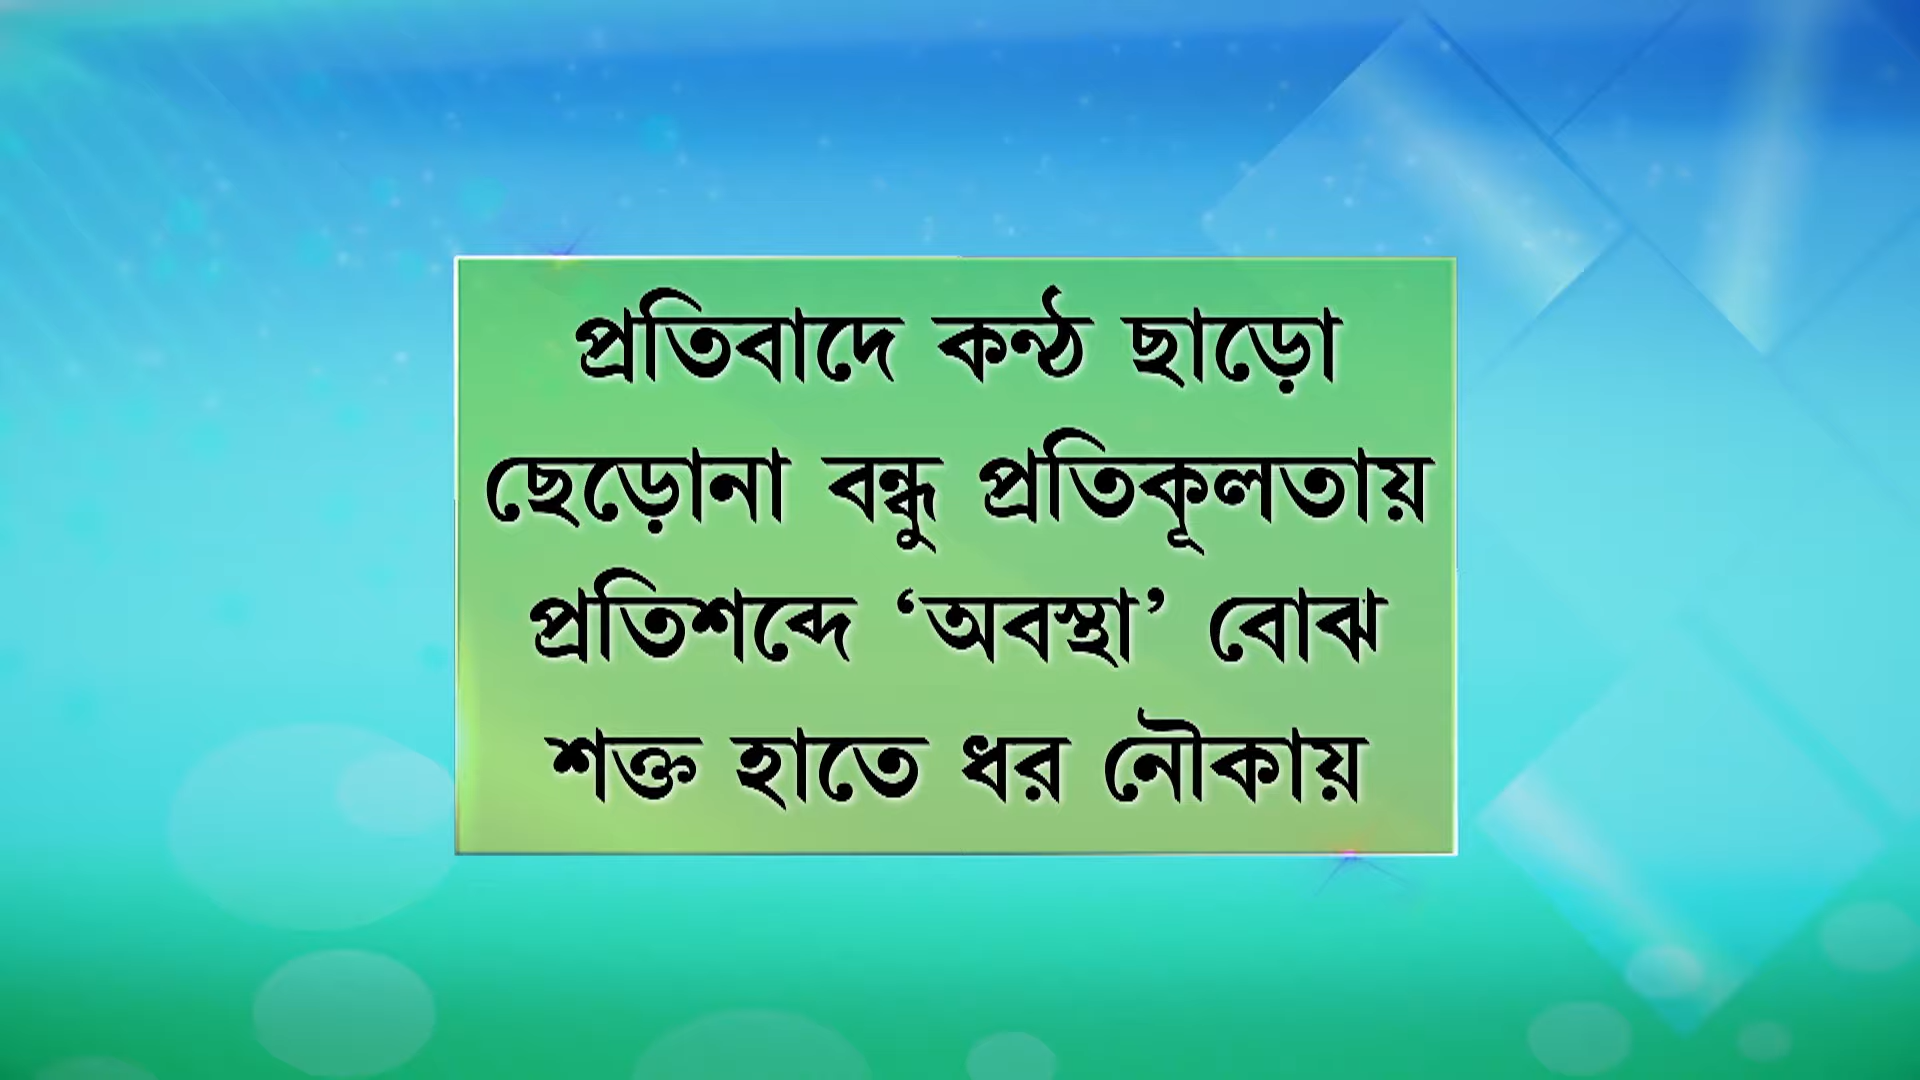 প্রতিবাদে কন্ঠ ছাড়ো
ছেড়োনা বন্ধু প্রতিকূলতায়
প্রতিশব্দে ‘অবস্থা’ বোঝ
শক্ত হাতে ধর নৌকায়